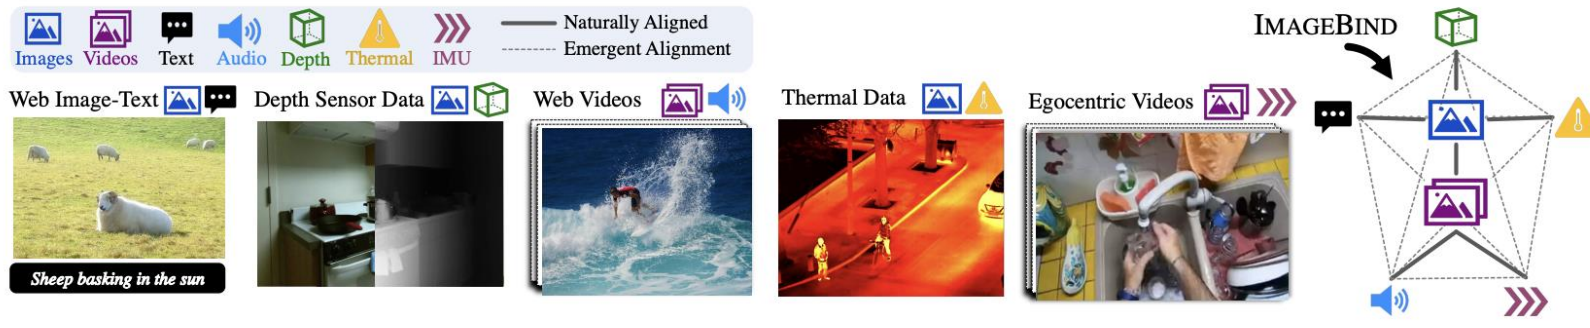 Images Videos Text Audio Depth Thermal IMU
Naturally Aligned
Emergent Alignment
IMAGEBIND
Web Image-Text
Depth Sensor Data
Web Videos
Thermal Data
Egocentric Videos
Sheep basking in the sun